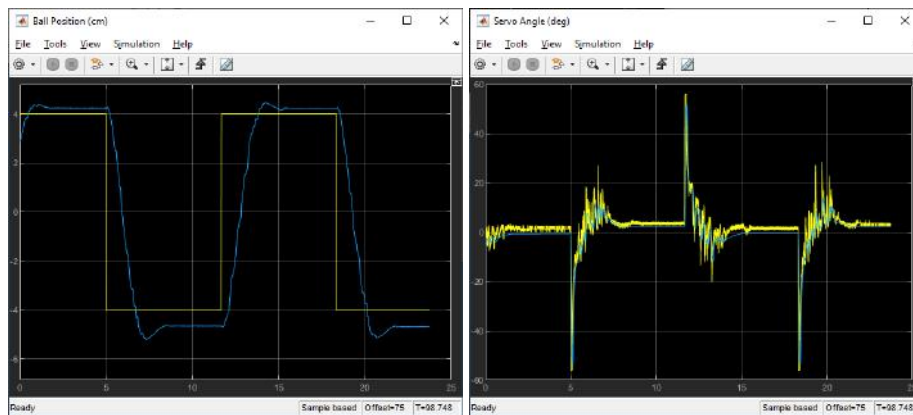 Ball Position (cm)
File Tools View Simulation Help
4
2
0
-2
-4
-6
0 5 10 15 20 25
Ready Sample based Offset=75 T=98.748
Servo Angle (deg)
File Tools View Simulation Help
60
40
20
0
-20
-40
-60
0 5 10 15 20 25
Ready Sample based Offset=75 T=98.748